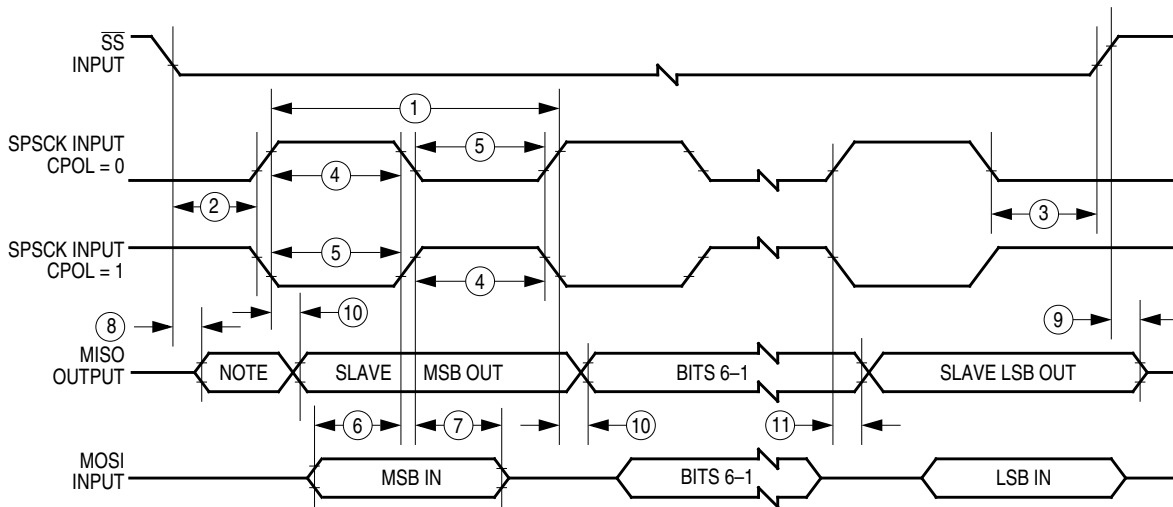 SS
INPUT
1
SPSCK INPUT
CPOL = 0
5
4
2
3
SPSCK INPUT
CPOL = 1
5
4
8
10
9
MISO
OUTPUT
NOTE
SLAVE MSB OUT
BITS 6–1
SLAVE LSB OUT
6
7
10
11
MOSI
INPUT
MSB IN
BITS 6–1
LSB IN